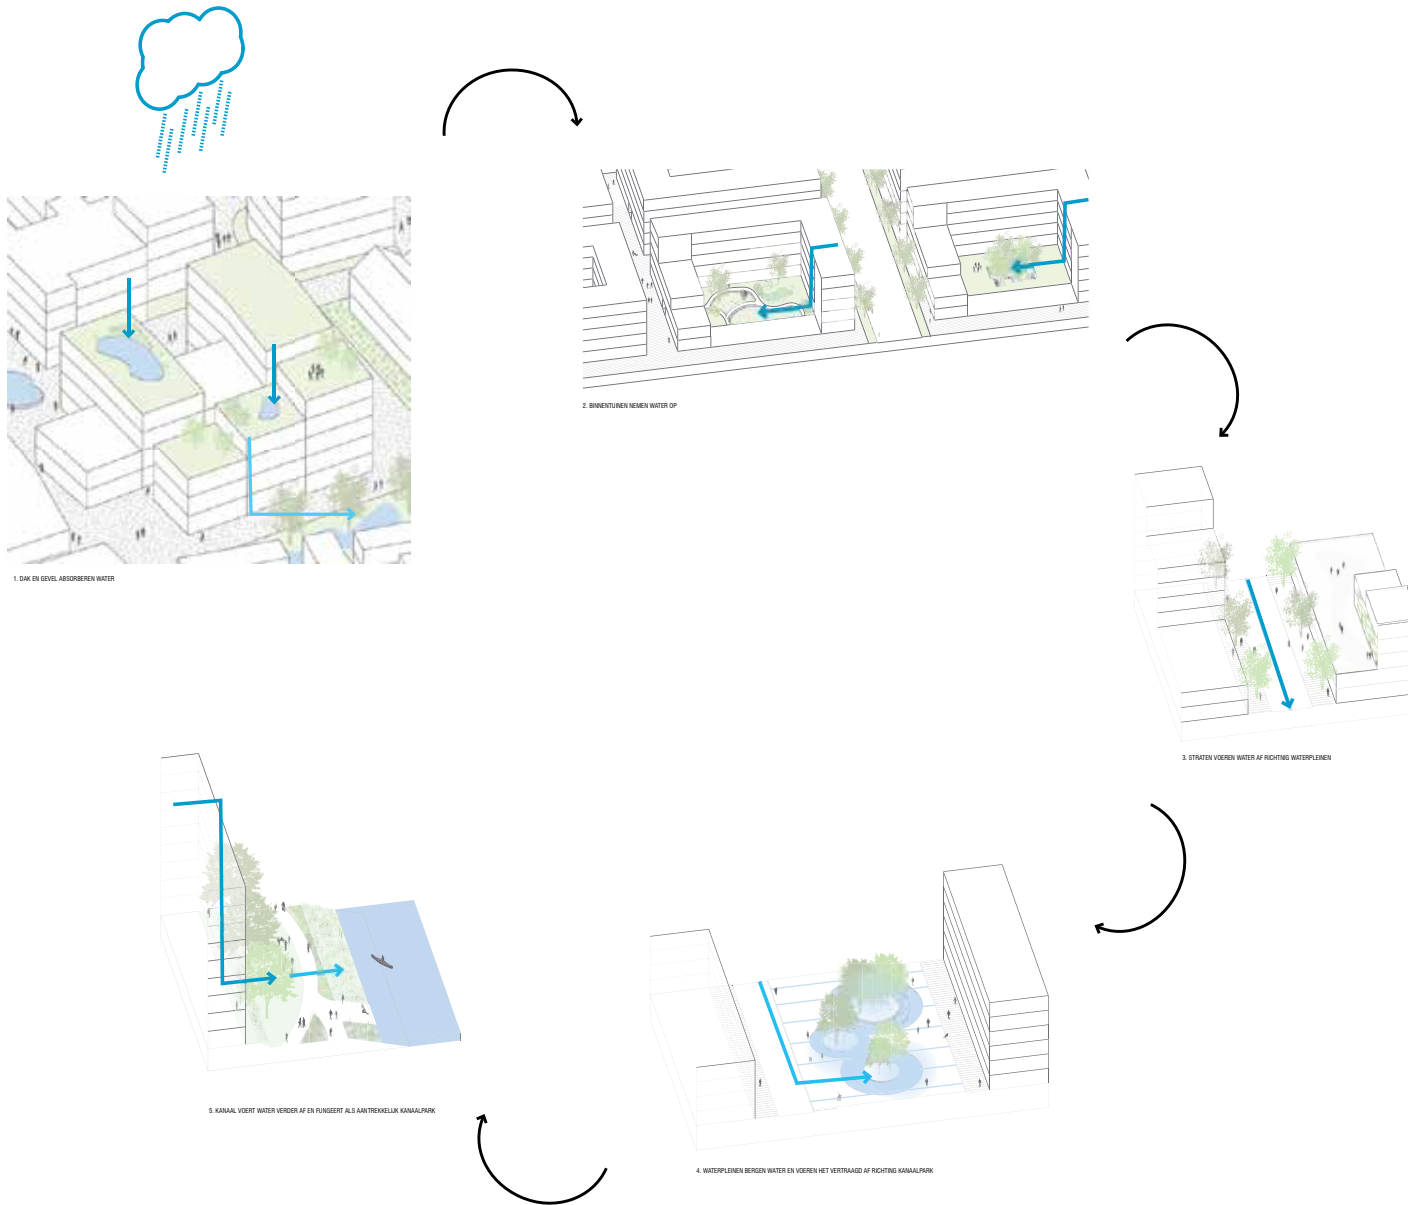 1. DAK EN GEVEL ABSORBEREN WATER
2. BINNENTUINEN NEMEN WATER OP
3. STRATEN VOEREN WATER AF RICHTNIG WATERPLEINEN
4. WATERPLEINEN BERGEN WATER EN VOEREN HET VERTRAAGD AF RICHTING KANAALPARK
5. KANAAL VOERT WATER VERDER AF EN FUNGEERT ALS AANTREKKELIJK KANAALPARK